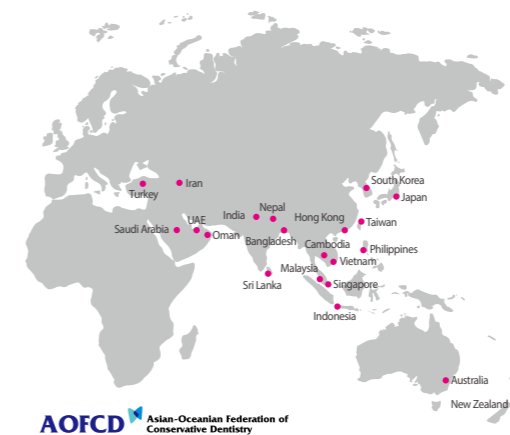 South Korea
Iran
Japan
Turkey
Nepal
India
Hong Kong
UAE
Taiwan
Saudi Arabia
Oman
Bangladesh
Cambodia
Philippines
Vietnam
Malaysia
Sri Lanka
Singapore
Indonesia
Australia
New Zealand
AOFCD
Asian-Oceanian Federation of
Conservative Dentistry